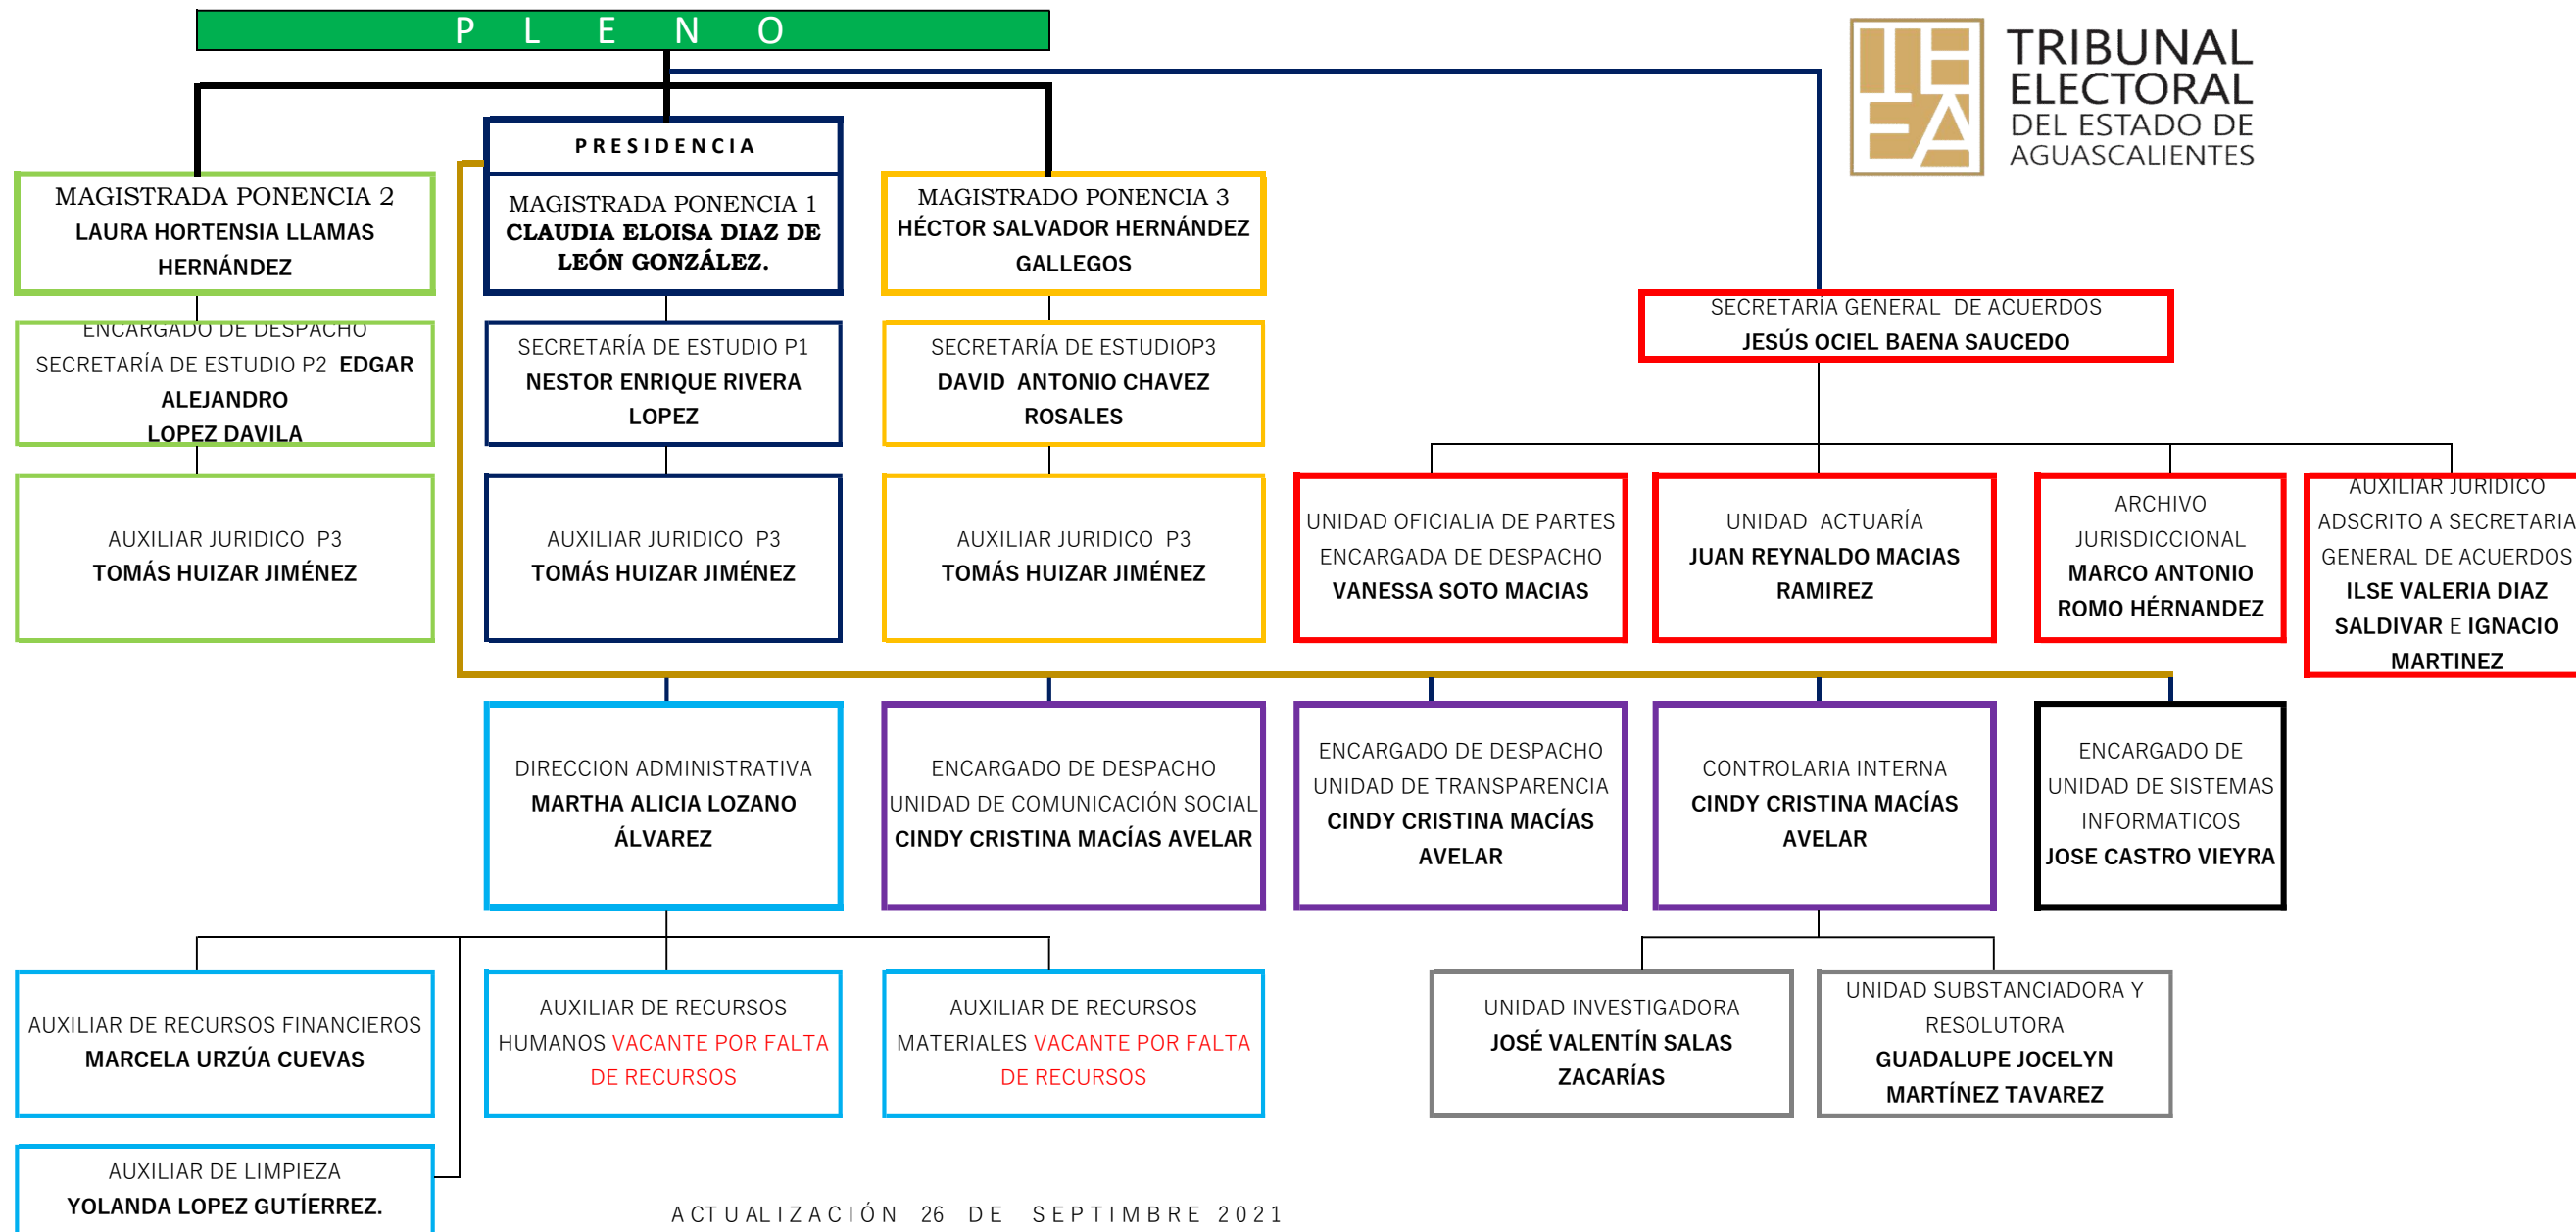 P L E N O
TRIBUNAL
ELECTORAL
DEL ESTADO DE
AGUASCALIENTES
PRESIDENCIA
MAGISTRADA PONENCIA 2
LAURA HORTENSIA LLAMAS
HERNÁNDEZ
MAGISTRADA PONENCIA 1
CLAUDIA ELOISA DIAZ DE
LEÓN GONZÁLEZ.
MAGISTRADO PONENCIA 3
HÉCTOR SALVADOR HERNÁNDEZ
GALLEGOS
SECRETARÍA GENERAL DE ACUERDOS
JESÚS OCIEL BAENA SAUCEDO
ENCARGADO DE DESPACHO
SECRETARÍA DE ESTUDIO P2 EDGAR
ALEJANDRO
LOPEZ DAVILA
SECRETARÍA DE ESTUDIO P1
NESTOR ENRIQUE RIVERA
LOPEZ
SECRETARÍA DE ESTUDIOP3
DAVID ANTONIO CHAVEZ
ROSALES
AUXILIAR JURIDICO P3
TOMÁS HUIZAR JIMÉNEZ
AUXILIAR JURIDICO P3
TOMÁS HUIZAR JIMÉNEZ
AUXILIAR JURIDICO P3
TOMÁS HUIZAR JIMÉNEZ
UNIDAD OFICIALIA DE PARTES
ENCARGADA DE DESPACHO
VANESSA SOTO MACIAS
UNIDAD ACTUARÍA
JUAN REYNALDO MACIAS
RAMIREZ
ARCHIVO
JURISDICCIONAL
MARCO ANTONIO
ROMO HÉRNANDEZ
AUXILIAR JURIDICO
ADSCRITO A SECRETARIA
GENERAL DE ACUERDOS
ILSE VALERIA DIAZ
SALDIVAR E IGNACIO
MARTINEZ
DIRECCION ADMINISTRATIVA
MARTHA ALICIA LOZANO
ÁLVAREZ
ENCARGADO DE DESPACHO
UNIDAD DE COMUNICACIÓN SOCIAL
CINDY CRISTINA MACÍAS AVELAR
ENCARGADO DE DESPACHO
UNIDAD DE TRANSPARENCIA
CINDY CRISTINA MACÍAS
AVELAR
CONTROLARIA INTERNA
CINDY CRISTINA MACÍAS
AVELAR
ENCARGADO DE
UNIDAD DE SISTEMAS
INFORMATICOS
JOSE CASTRO VIEYRA
AUXILIAR DE RECURSOS FINANCIEROS
MARCELA URZÚA CUEVAS
AUXILIAR DE RECURSOS
HUMANOS VACANTE POR FALTA
DE RECURSOS
AUXILIAR DE RECURSOS
MATERIALES VACANTE POR FALTA
DE RECURSOS
UNIDAD INVESTIGADORA
JOSÉ VALENTÍN SALAS
ZACARÍAS
UNIDAD SUBSTANCIADORA Y
RESOLUTORA
GUADALUPE JOCELYN
MARTÍNEZ TAVAREZ
AUXILIAR DE LIMPIEZA
YOLANDA LOPEZ GUTÍERREZ.
ACTUALIZACIÓN 26 DE SEPTIMBRE 2021